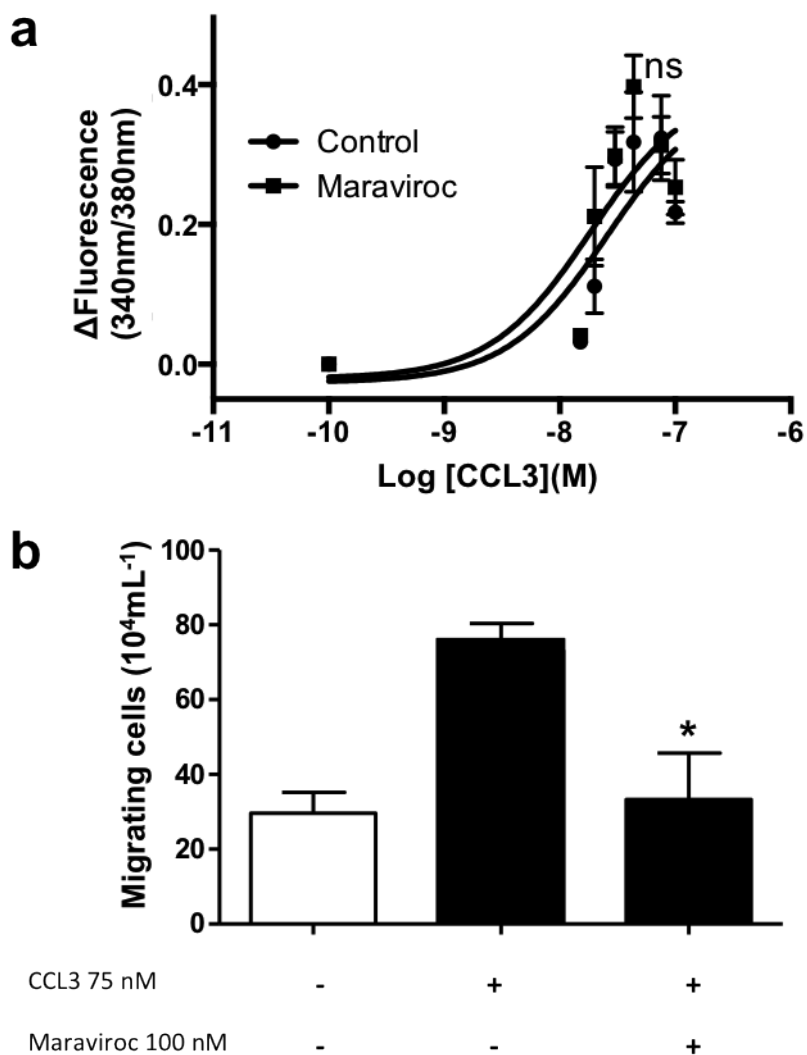 a
ΔFluorescence
(340nm/380nm)
0.4
0.2
0.0
Control
Maraviroc
ns
-11 -10 -9 -8 -7 -6
Log [CCL3](M)
b
Migrating cells (10⁴mL⁻¹)
100
80
60
40
20
0
*
CCL3 75 nM - + +
Maraviroc 100 nM - - +